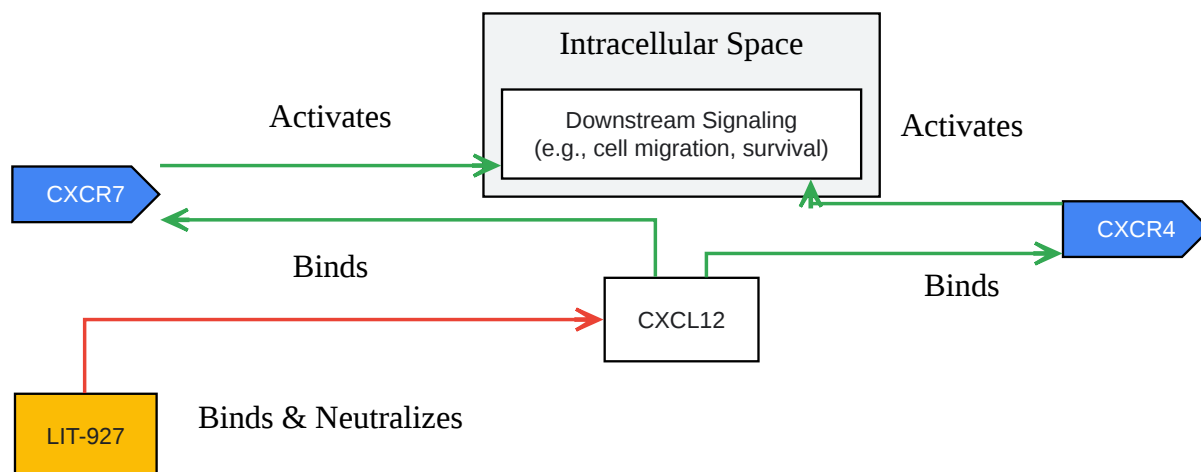 Intracellular Space
Activates
Downstream Signaling
(e.g., cell migration, survival)
Activates
CXCR7
CXCR4
Binds
Binds
CXCL12
Binds & Neutralizes
LIT-927